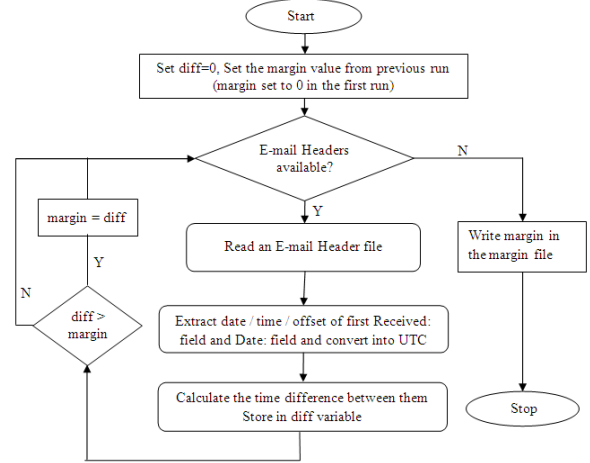 Start
Set diff=0, Set the margin value from previous run
(margin set to 0 in the first run)
E-mail Headers
available?
N
Y
margin = diff
Read an E-mail Header file
Write margin in
the margin file
Y
N
diff >
margin
Extract date / time / offset of first Received:
field and Date: field and convert into UTC
Calculate the time difference between them
Store in diff variable
Stop